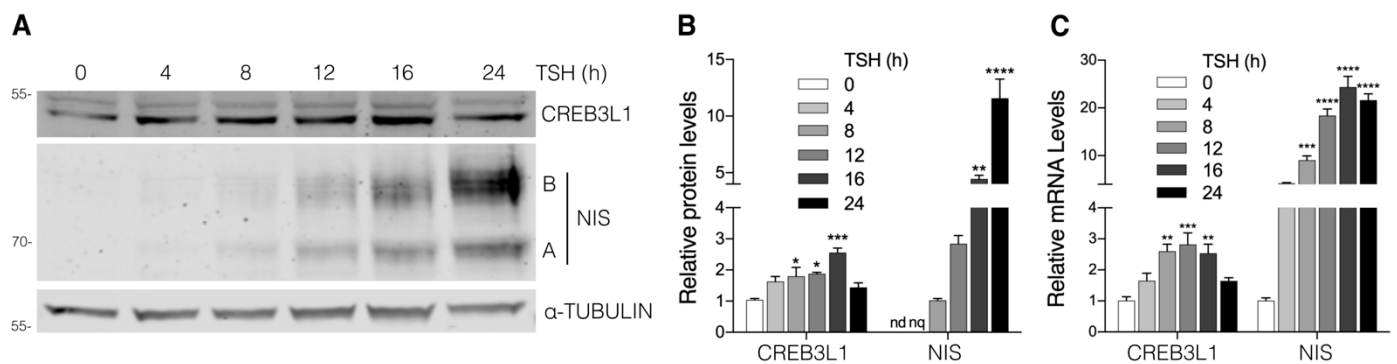 A
0 4 8 12 16 24 TSH (h)
55-
CREB3L1
B
NIS
70-
A
α-TUBULIN
55-
B
Relative protein levels
TSH (h)
0
4
8
12
16
24
15
10
5
4
3
2
1
0
* * ***
nd nq
** ****
CREB3L1 NIS
C
Relative mRNA Levels
TSH (h)
0
4
8
12
16
24
30
20
10
4
3
2
1
0
** *** **
*** **** **** ****
CREB3L1 NIS